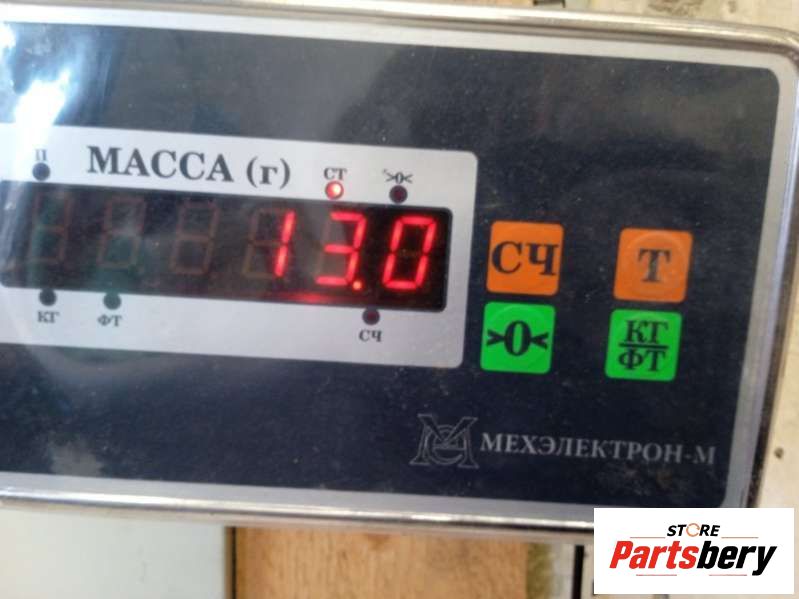 П
МАССА (г) СТ >0<
13.0
КГ ФТ СЧ
СЧ Т
>0< КГ
ФТ
МЕХЭЛЕКТРОН-М
STORE
Partsbery